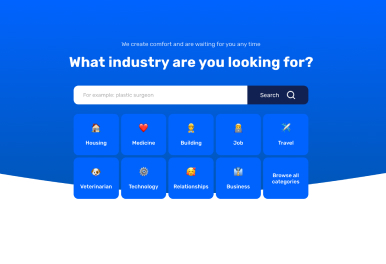 We create comfort and are waiting for you any time
What industry are you looking for?
For example: plastic surgeon
Search
Housing
Medicine
Building
Job
Travel
Veterinarian
Technology
Relationships
Business
Browse all
categories